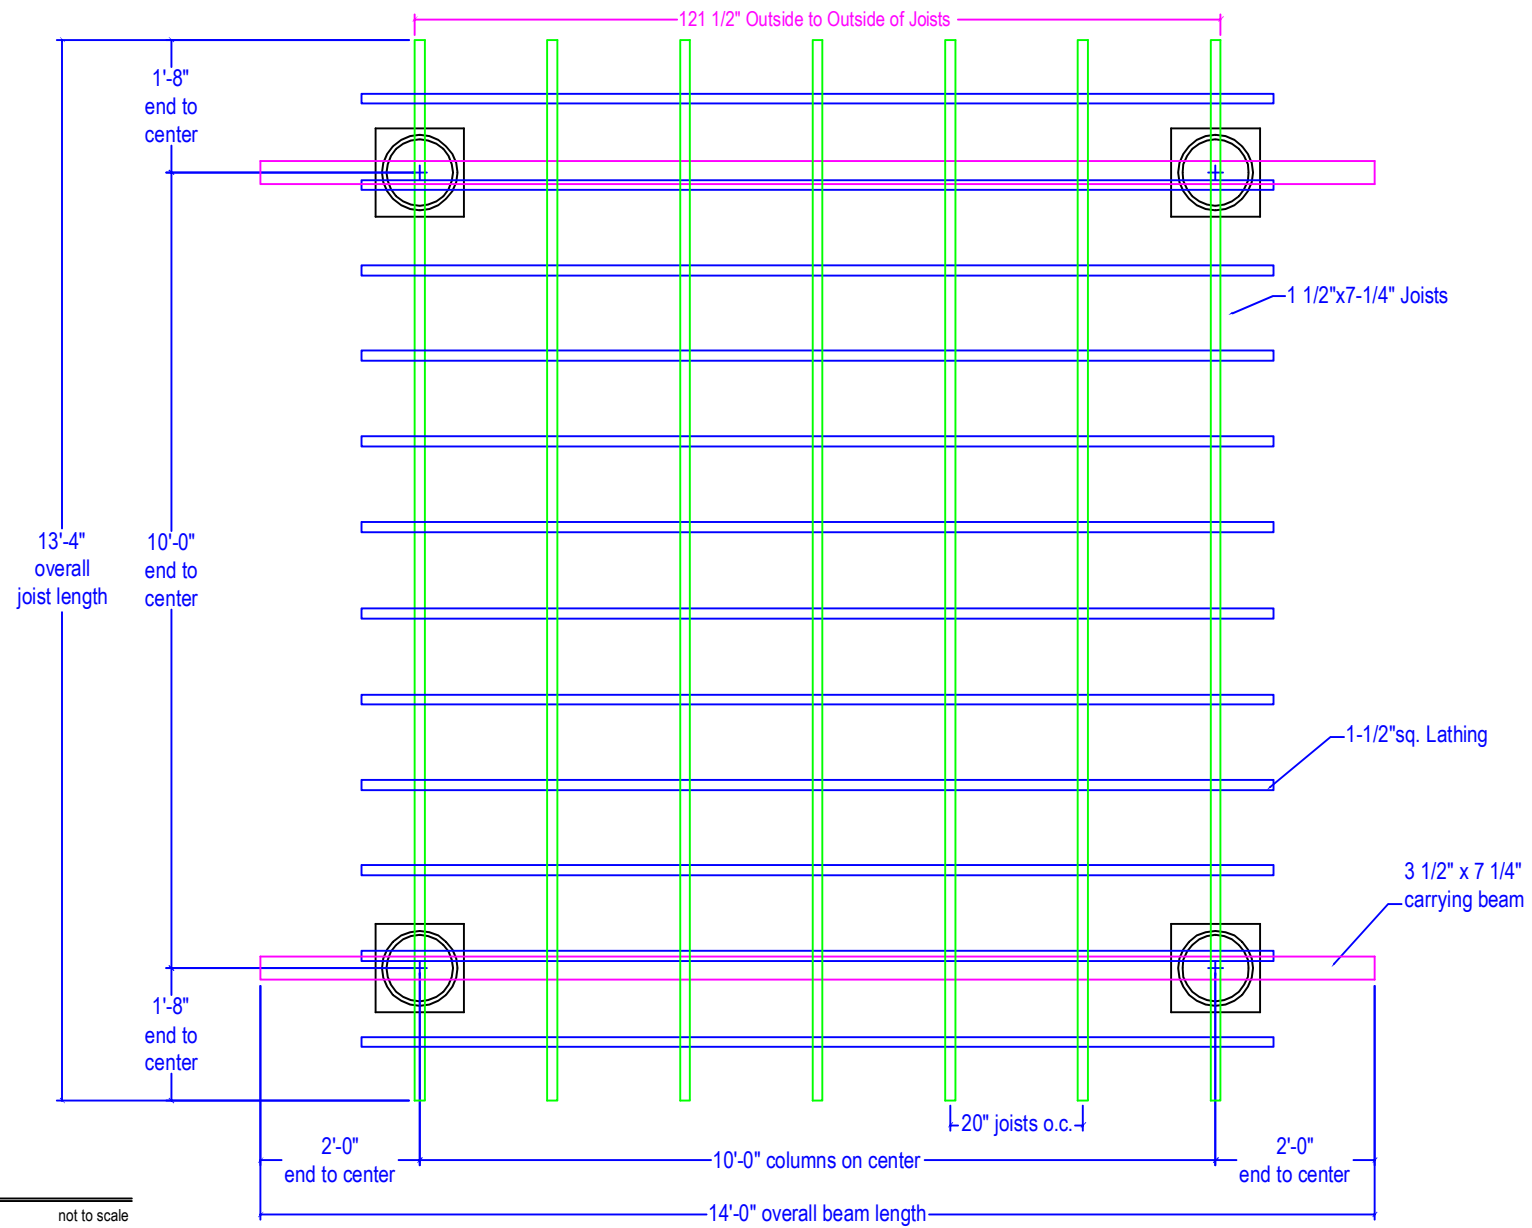 121 1/2" Outside to Outside of Joists
1'-8"
end to
center
1 1/2"x7-1/4" Joists
13'-4"
overall
joist length
10'-0"
end to
center
1-1/2"sq. Lathing
3 1/2" x 7 1/4"
carrying beam
1'-8"
end to
center
20" joists o.c.
2'-0"
end to center
10'-0" columns on center
2'-0"
end to center
14'-0" overall beam length
not to scale